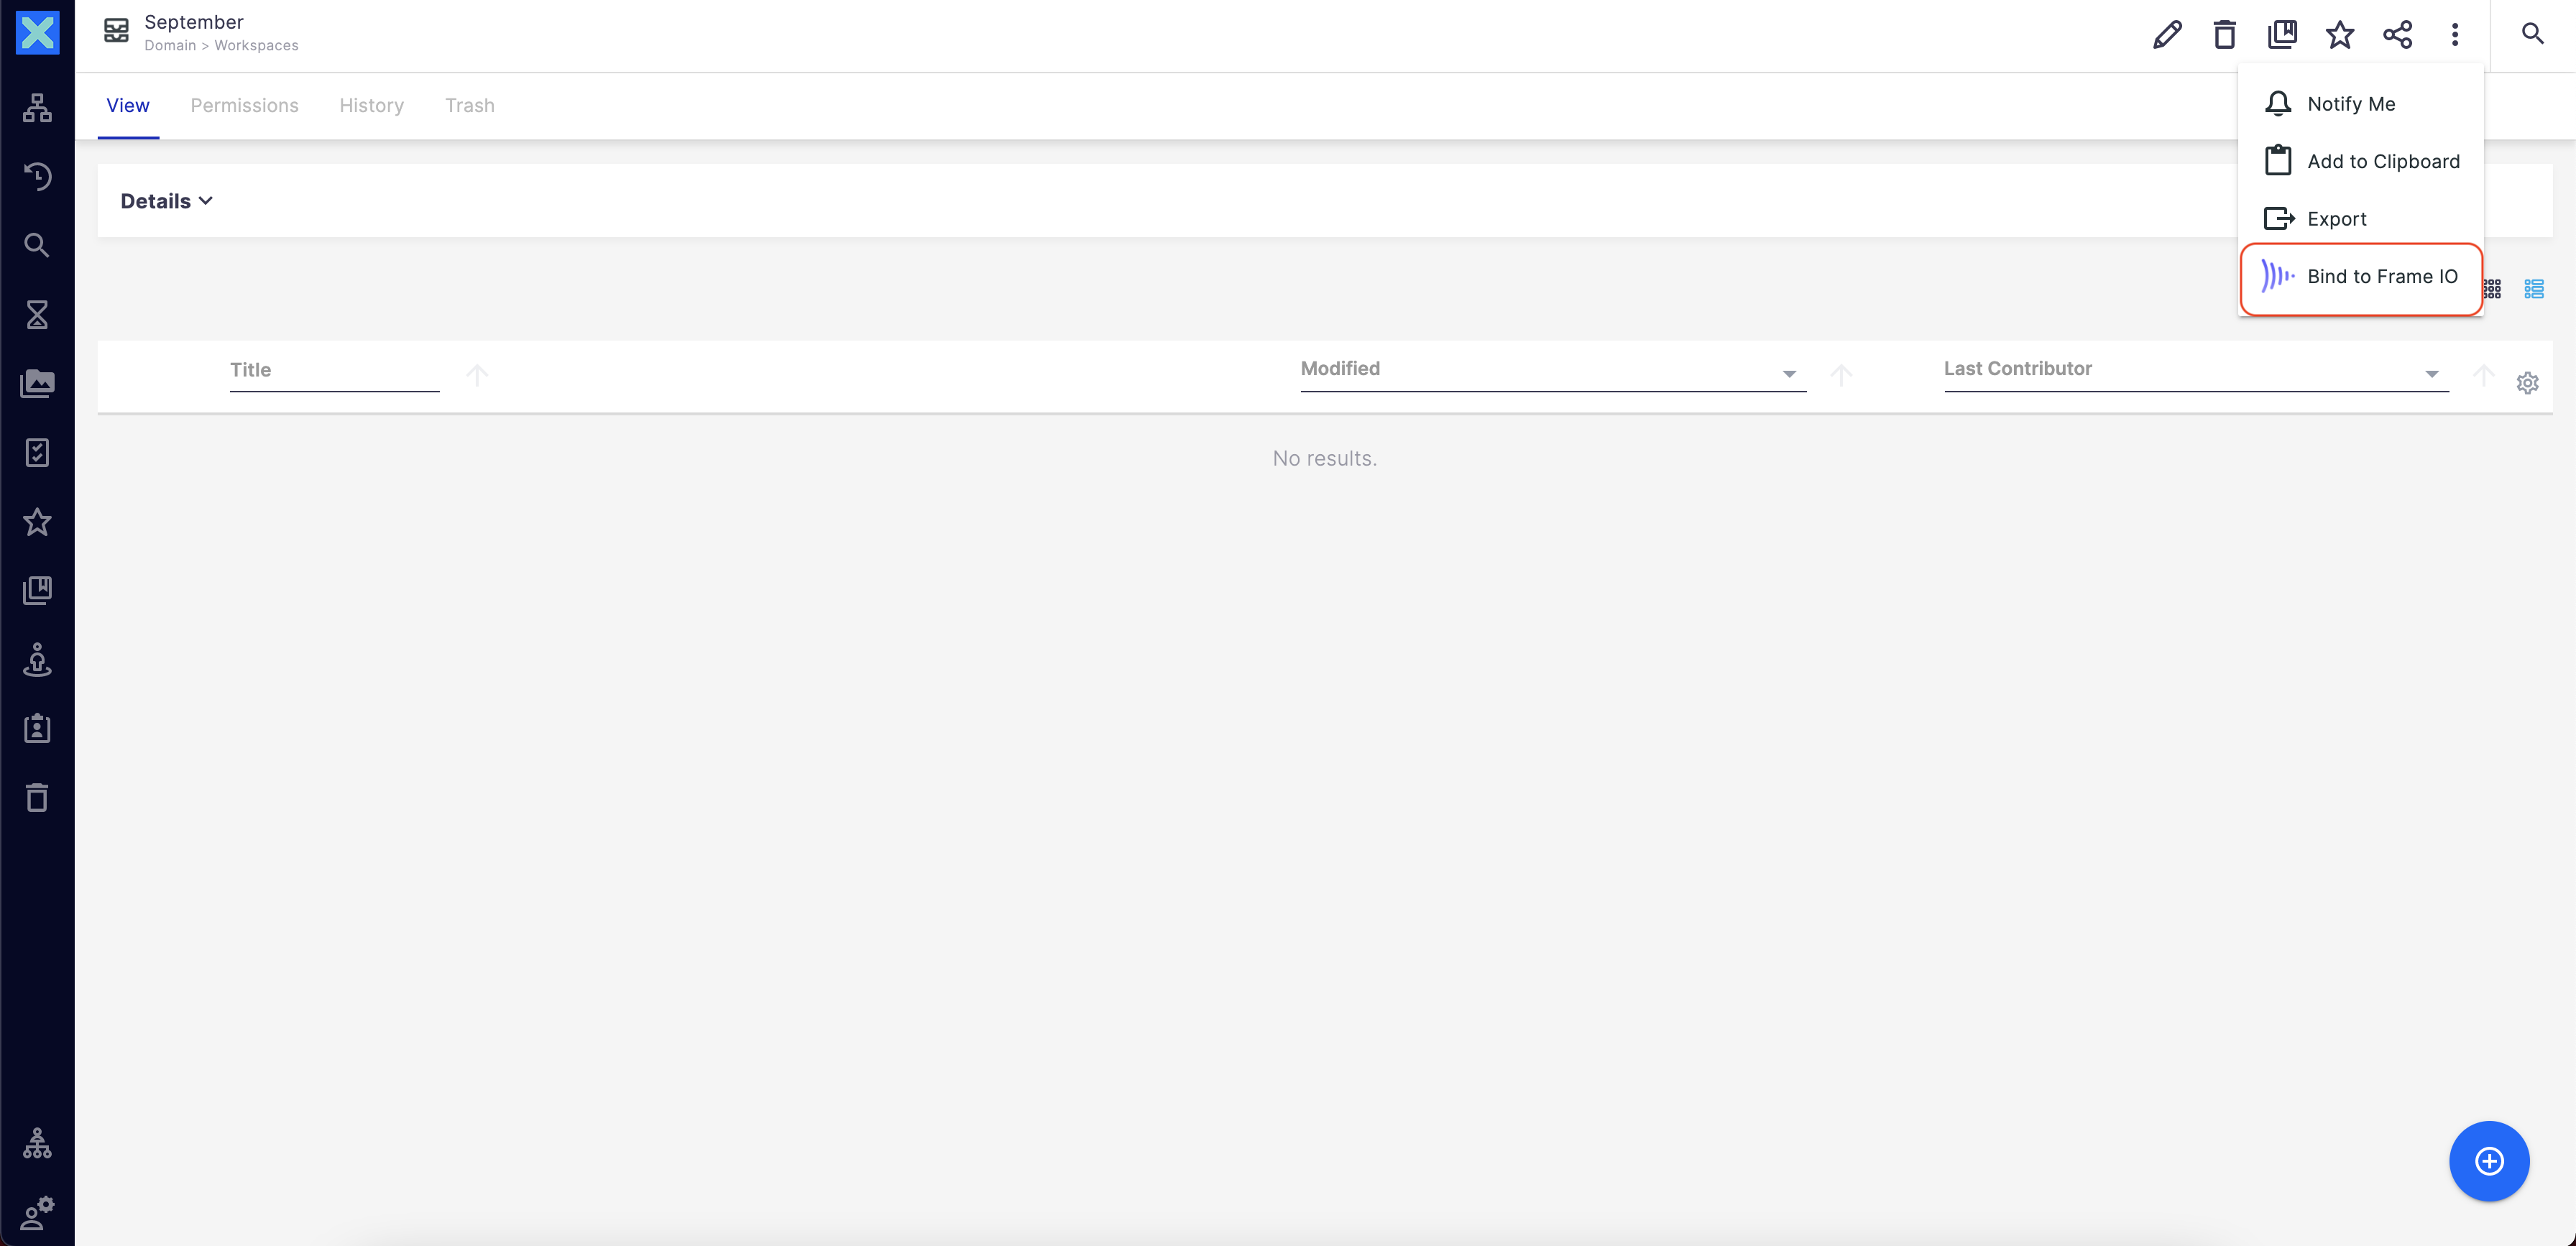 September
Domain > Workspaces
View Permissions History Trash
Notify Me
Add to Clipboard
Export
Bind to Frame IO
Details
Title Modified Last Contributor
No results.